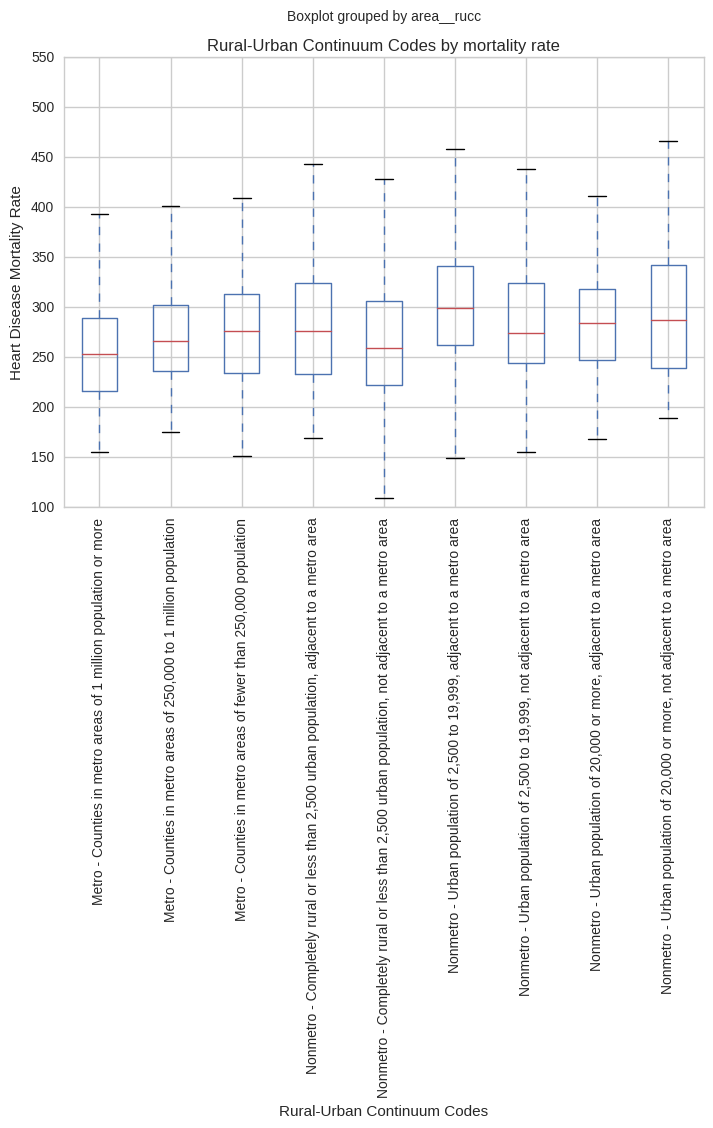 Boxplot grouped by area__rucc
Rural-Urban Continuum Codes by mortality rate
550
500
450
400
350
300
250
200
150
100
Heart Disease Mortality Rate
Metro - Counties in metro areas of 1 million population or more
Metro - Counties in metro areas of 250,000 to 1 million population
Metro - Counties in metro areas of fewer than 250,000 population
Nonmetro - Completely rural or less than 2,500 urban population, adjacent to a metro area
Nonmetro - Completely rural or less than 2,500 urban population, not adjacent to a metro area
Nonmetro - Urban population of 2,500 to 19,999, adjacent to a metro area
Nonmetro - Urban population of 2,500 to 19,999, not adjacent to a metro area
Nonmetro - Urban population of 20,000 or more, adjacent to a metro area
Nonmetro - Urban population of 20,000 or more, not adjacent to a metro area
Rural-Urban Continuum Codes